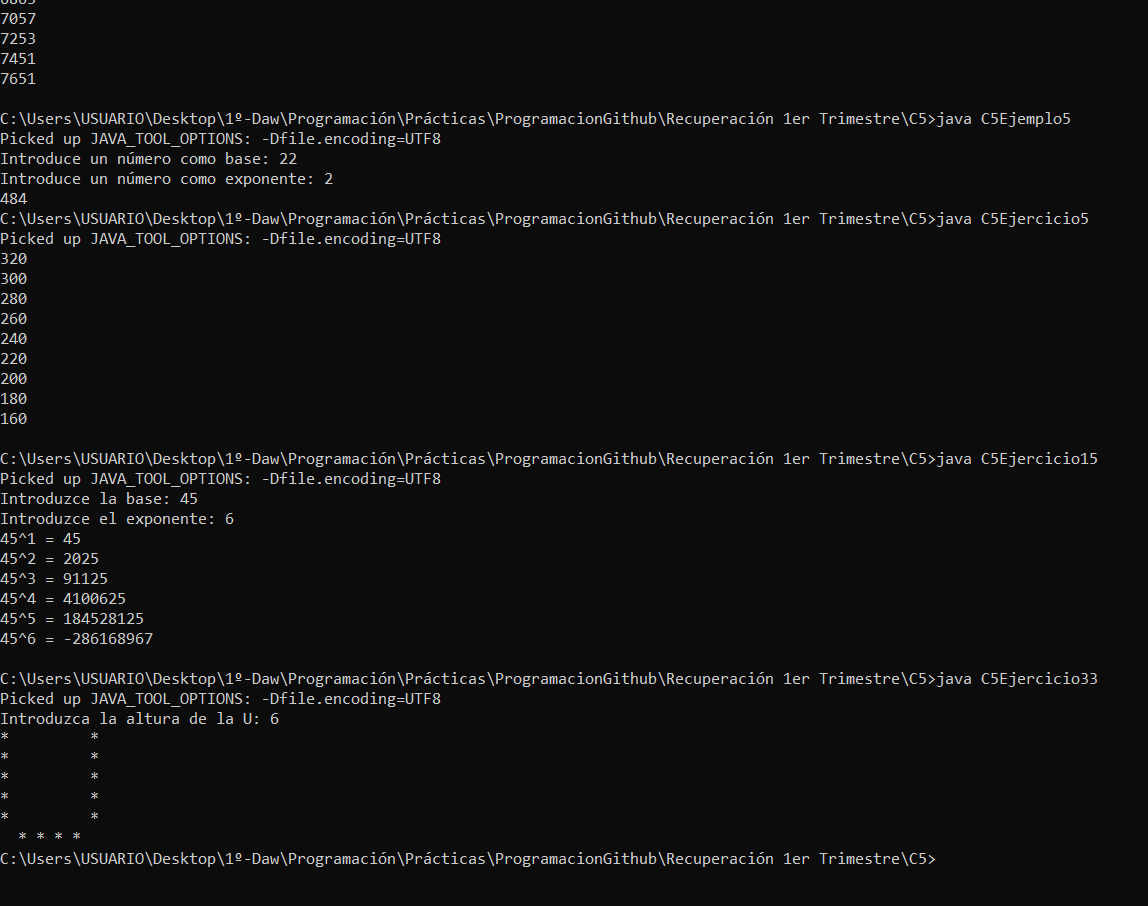 6863
7057
7253
7451
7651
C:\Users\USUARIO\Desktop\1º-Daw\Programación\Prácticas\ProgramacionGithub\Recuperación 1er Trimestre\C5>java C5Ejemplo5
Picked up JAVA_TOOL_OPTIONS: -Dfile.encoding=UTF8
Introduce un número como base: 22
Introduce un número como exponente: 2
484
C:\Users\USUARIO\Desktop\1º-Daw\Programación\Prácticas\ProgramacionGithub\Recuperación 1er Trimestre\C5>java C5Ejercicio5
Picked up JAVA_TOOL_OPTIONS: -Dfile.encoding=UTF8
320
300
280
260
240
220
200
180
160
C:\Users\USUARIO\Desktop\1º-Daw\Programación\Prácticas\ProgramacionGithub\Recuperación 1er Trimestre\C5>java C5Ejercicio15
Picked up JAVA_TOOL_OPTIONS: -Dfile.encoding=UTF8
Introduzce la base: 45
Introduzce el exponente: 6
45^1 = 45
45^2 = 2025
45^3 = 91125
45^4 = 4100625
45^5 = 184528125
45^6 = -286168967
C:\Users\USUARIO\Desktop\1º-Daw\Programación\Prácticas\ProgramacionGithub\Recuperación 1er Trimestre\C5>java C5Ejercicio33
Picked up JAVA_TOOL_OPTIONS: -Dfile.encoding=UTF8
Introduzca la altura de la U: 6
*         *
*         *
*         *
*         *
*         *
  * * * *
C:\Users\USUARIO\Desktop\1º-Daw\Programación\Prácticas\ProgramacionGithub\Recuperación 1er Trimestre\C5>